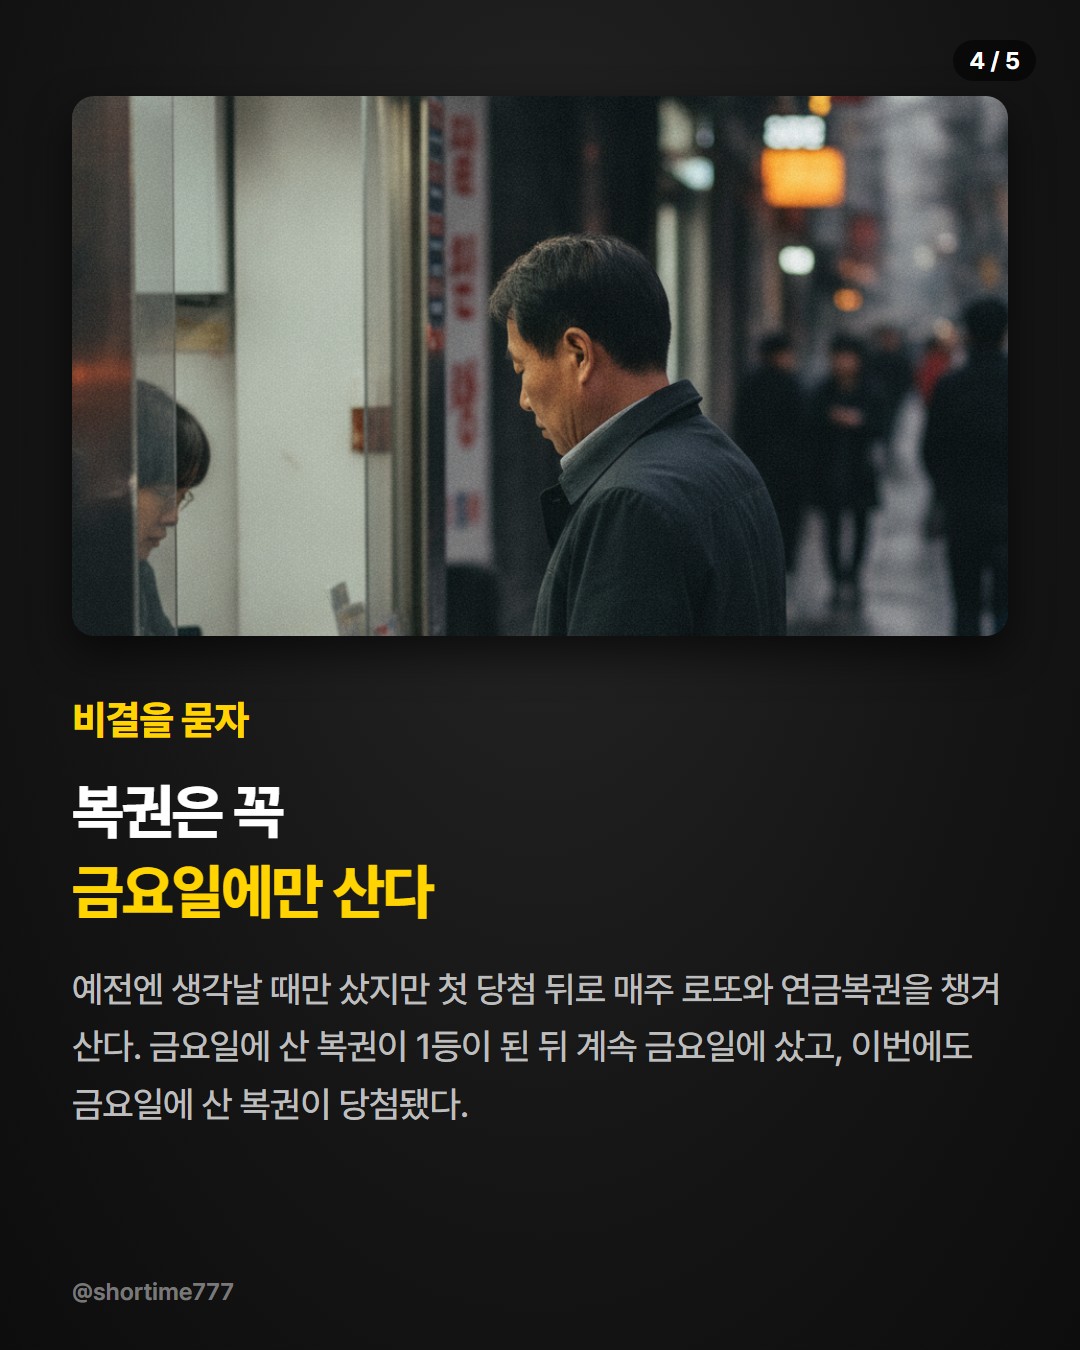 4 / 5
비결을 묻자
복권은 꼭
금요일에만 산다
예전엔 생각날 때만 샀지만 첫 당첨 뒤로 매주 로또와 연금복권을 챙겨
산다. 금요일에 산 복권이 1등이 된 뒤 계속 금요일에 샀고, 이번에도
금요일에 산 복권이 당첨됐다.
@shortime777